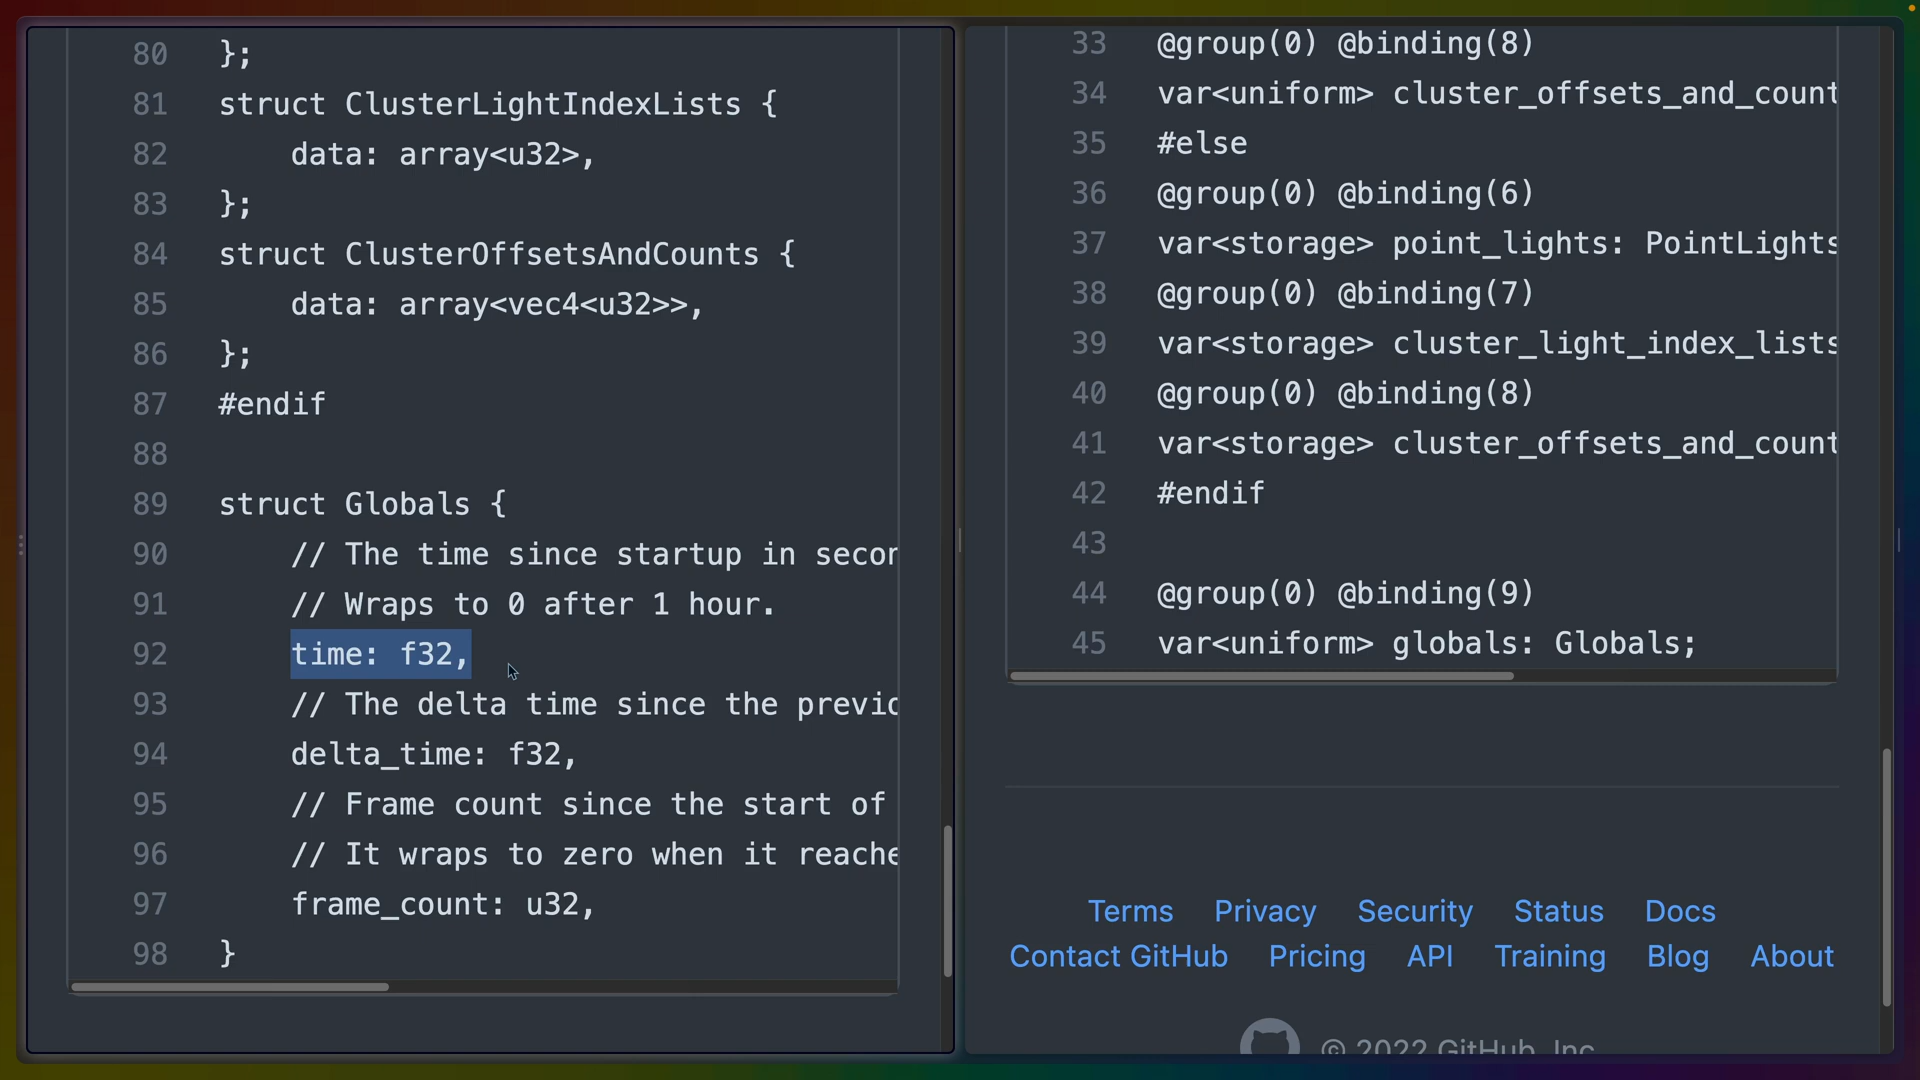 80 };
81 struct ClusterLightIndexLists {
82 data: array<u32>,
83 };
84 struct ClusterOffsetsAndCounts {
85 data: array<vec4<u32>>,
86 };
87 #endif
88
89 struct Globals {
90 // The time since startup in secon
91 // Wraps to 0 after 1 hour.
92 time: f32,
93 // The delta time since the previo
94 delta_time: f32,
95 // Frame count since the start of
96 // It wraps to zero when it reache
97 frame_count: u32,
98 }
33 @group(0) @binding(8)
34 var<uniform> cluster_offsets_and_count
35 #else
36 @group(0) @binding(6)
37 var<storage> point_lights: PointLights
38 @group(0) @binding(7)
39 var<storage> cluster_light_index_lists
40 @group(0) @binding(8)
41 var<storage> cluster_offsets_and_count
42 #endif
43
44 @group(0) @binding(9)
45 var<uniform> globals: Globals;
Terms Privacy Security Status Docs
Contact GitHub Pricing API Training Blog About
© 2022 GitHub, Inc.